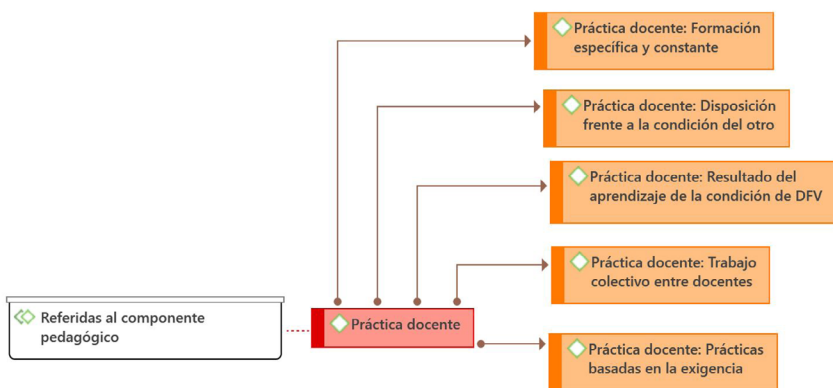 Práctica docente: Formación
específica y constante
Práctica docente: Disposición
frente a la condición del otro
Práctica docente: Resultado del
aprendizaje de la condición de DFV
Práctica docente: Trabajo
colectivo entre docentes
Referidas al componente
pedagógico
Práctica docente
Práctica docente: Prácticas
basadas en la exigencia